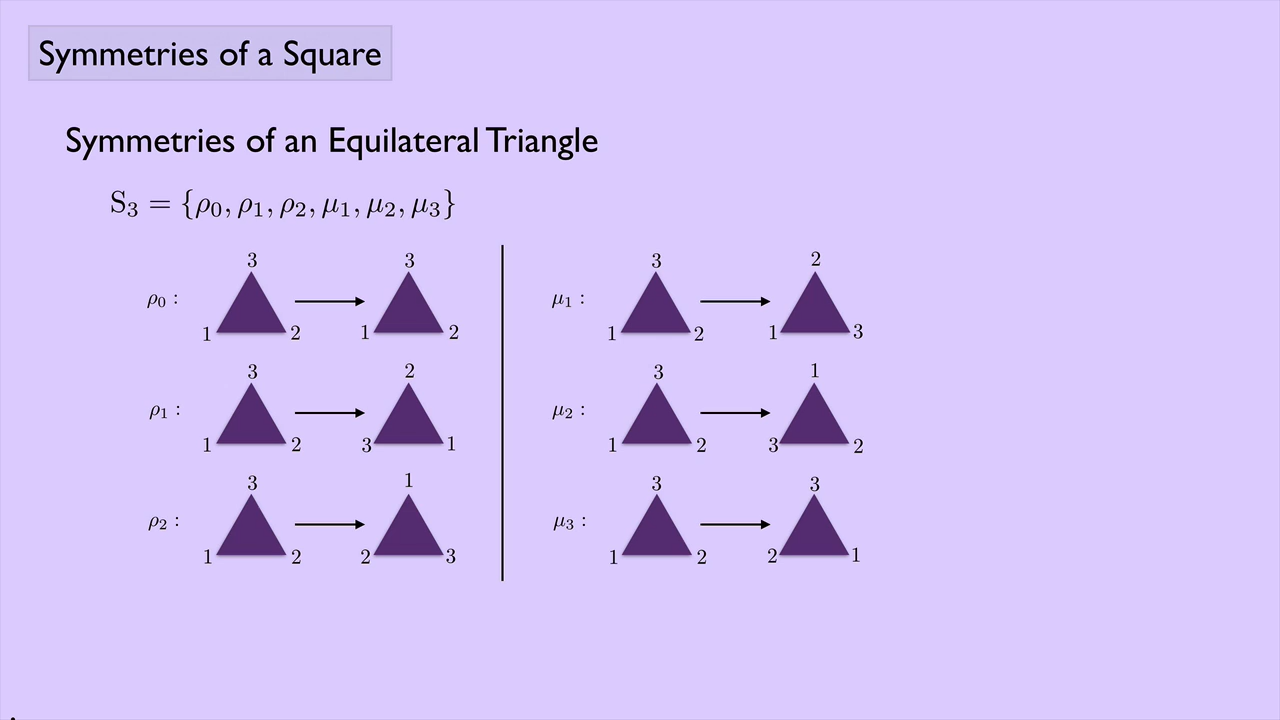 Symmetries of a Square
Symmetries of an Equilateral Triangle
S₃ = {ρ₀, ρ₁, ρ₂, μ₁, μ₂, μ₃}
3 3
ρ₀ :
1 2 1 2
3 2
ρ₁ :
1 2 3 1
3 1
ρ₂ :
1 2 2 3
3 2
μ₁ :
1 2 1 3
3 1
μ₂ :
1 2 3 2
3 3
μ₃ :
1 2 2 1